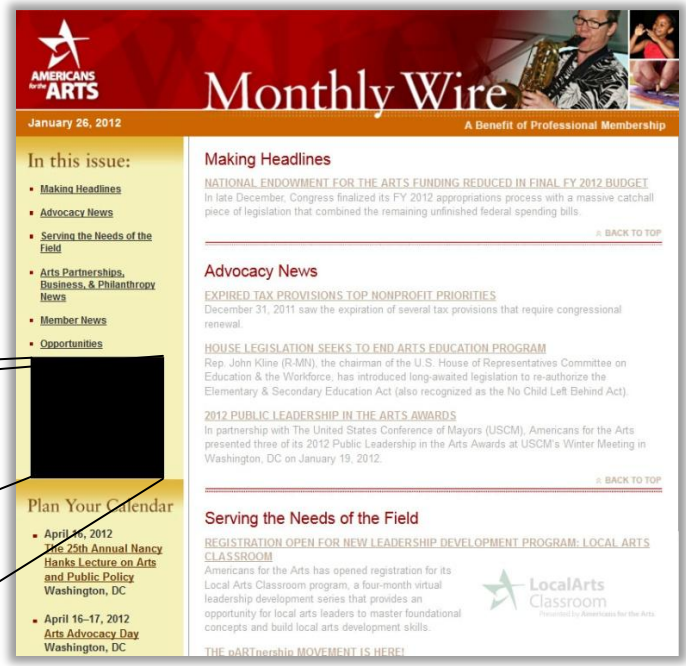 AMERICANS
for the ARTS
Monthly Wire
January 26, 2012
A Benefit of Professional Membership
In this issue:
Making Headlines
Advocacy News
Serving the Needs of the
Field
Arts Partnerships,
Business, & Philanthropy
News
Member News
Opportunities
Plan Your Calendar
April 16, 2012
The 25th Annual Nancy
Hanks Lecture on Arts
and Public Policy
Washington, DC
April 16–17, 2012
Arts Advocacy Day
Washington, DC
Making Headlines
NATIONAL ENDOWMENT FOR THE ARTS FUNDING REDUCED IN FINAL FY 2012 BUDGET
In late December, Congress finalized its FY 2012 appropriations process with a massive catchall
piece of legislation that combined the remaining unfinished federal spending bills.
BACK TO TOP
Advocacy News
EXPIRED TAX PROVISIONS TOP NONPROFIT PRIORITIES
December 31, 2011 saw the expiration of several tax provisions that require congressional
renewal.
HOUSE LEGISLATION SEEKS TO END ARTS EDUCATION PROGRAM
Rep. John Kline (R-MN), the chairman of the U.S. House of Representatives Committee on
Education & the Workforce, has introduced long-awaited legislation to re-authorize the
Elementary & Secondary Education Act (also recognized as the No Child Left Behind Act).
2012 PUBLIC LEADERSHIP IN THE ARTS AWARDS
In partnership with The United States Conference of Mayors (USCM), Americans for the Arts
presented three of its 2012 Public Leadership in the Arts Awards at USCM's Winter Meeting in
Washington, DC on January 19, 2012.
BACK TO TOP
Serving the Needs of the Field
REGISTRATION OPEN FOR NEW LEADERSHIP DEVELOPMENT PROGRAM: LOCAL ARTS
CLASSROOM
Americans for the Arts has opened registration for its
Local Arts Classroom program, a four-month virtual
leadership development series that provides an
opportunity for local arts leaders to master foundational
concepts and build local arts development skills.
LocalArts
Classroom
Presented by Americans for the Arts
THE pARTnership MOVEMENT IS HERE!